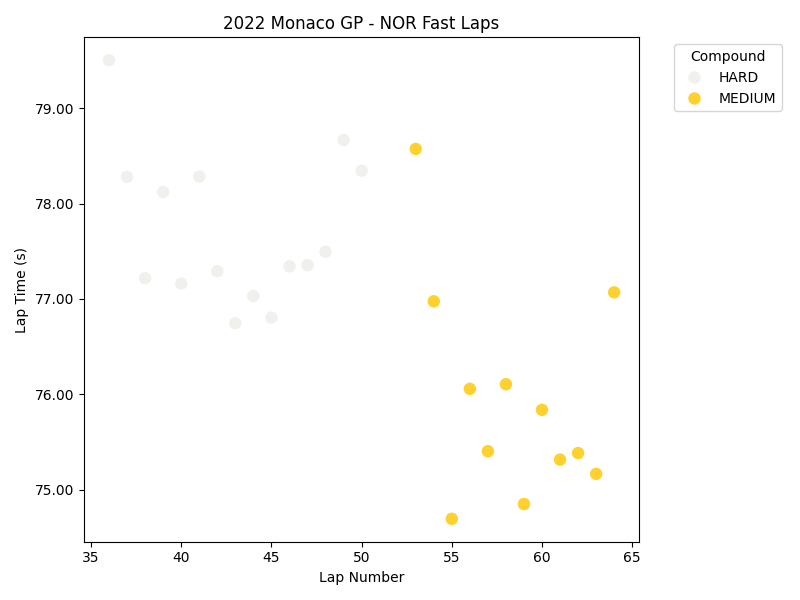 2022 Monaco GP - NOR Fast Laps
Compound
HARD
MEDIUM
79.00
78.00
77.00
76.00
75.00
Lap Time (s)
35 40 45 50 55 60 65
Lap Number